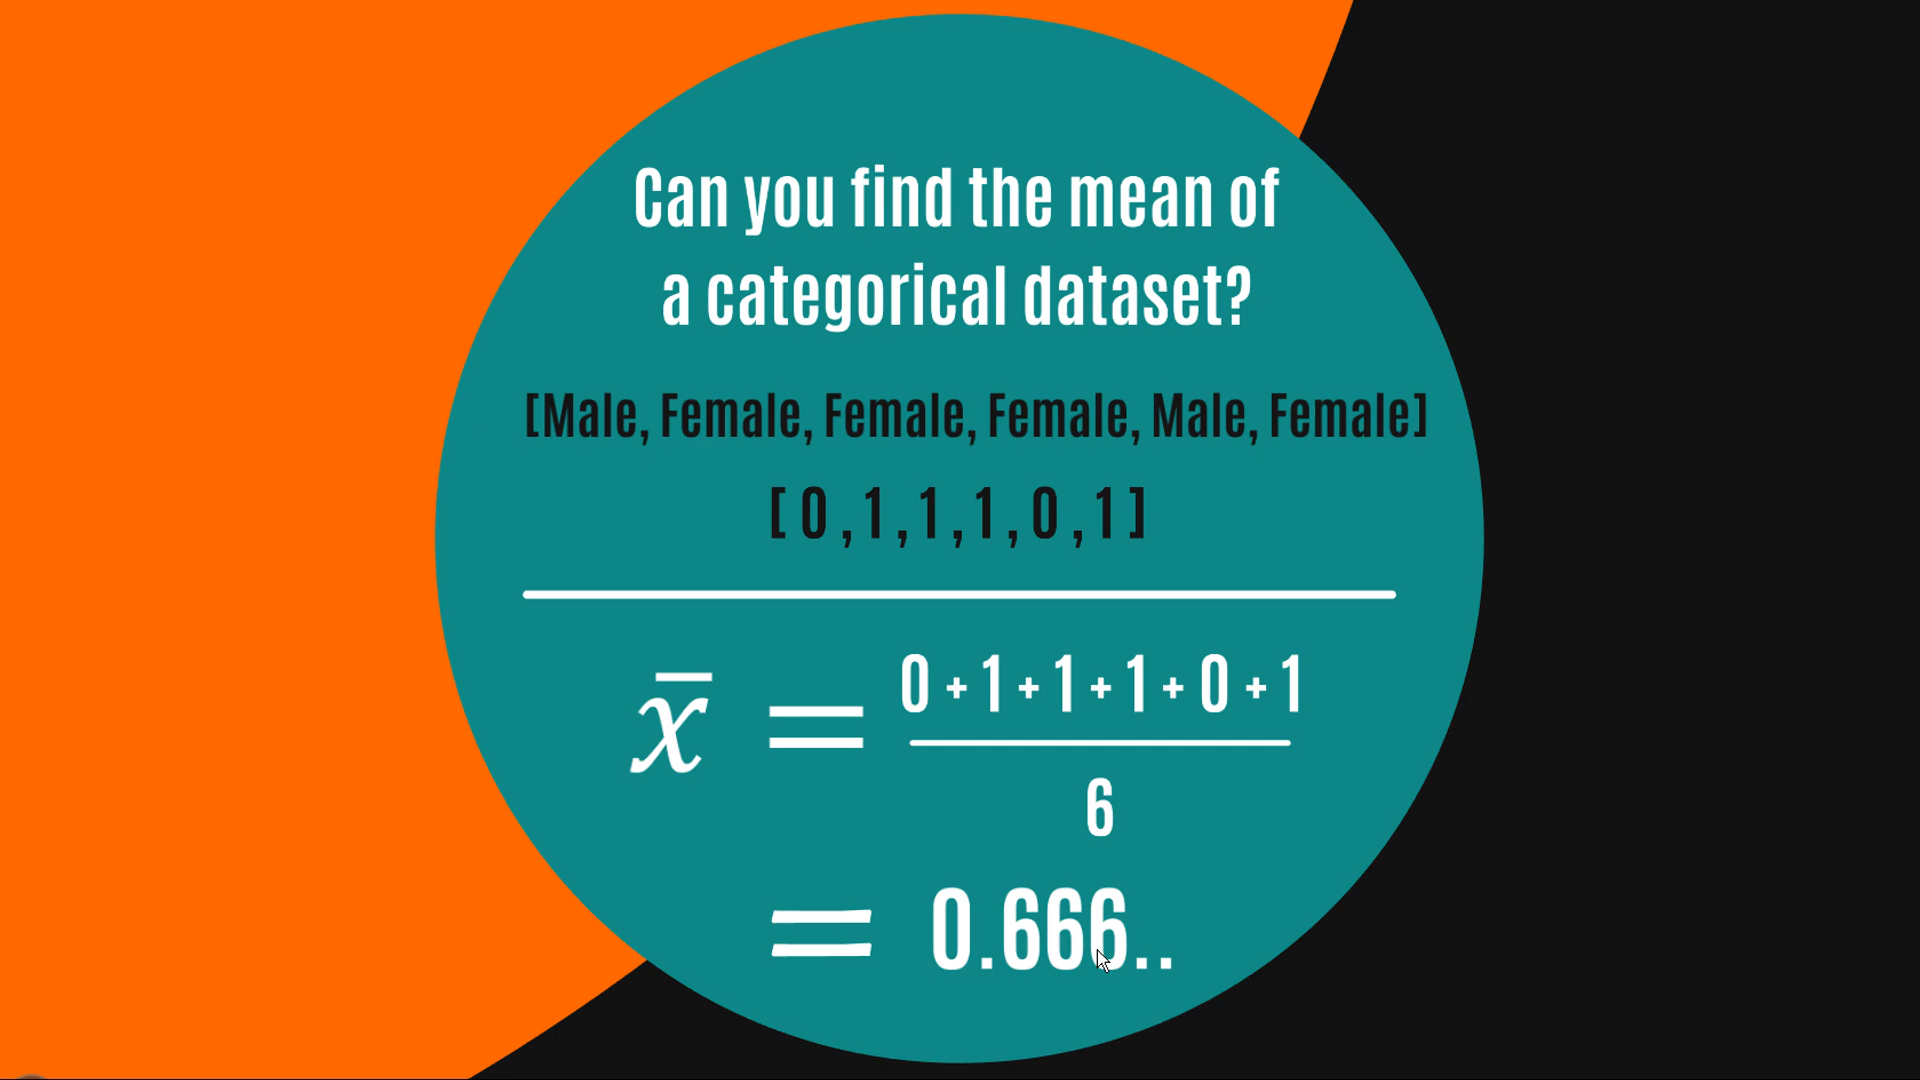 Can you find the mean of
a categorical dataset?
[Male, Female, Female, Female, Male, Female]
[ 0 , 1 , 1 , 1 , 0 , 1 ]
x̄ = 0 + 1 + 1 + 1 + 0 + 1
6
= 0.666..